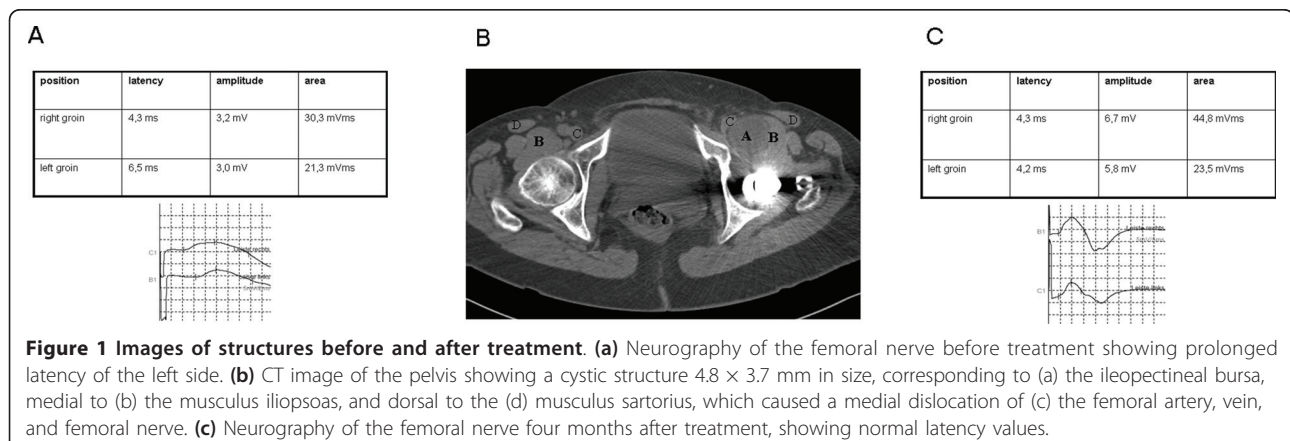 A
B
C
position latency amplitude area
right groin 4,3 ms 3,2 mV 30,3 mVms
left groin 6,5 ms 3,0 mV 21,3 mVms
C1
B1
D B C
C A B D
position latency amplitude area
right groin 4,3 ms 6,7 mV 44,8 mVms
left groin 4,2 ms 5,8 mV 23,5 mVms
B1
C1
Figure 1 Images of structures before and after treatment. (a) Neurography of the femoral nerve before treatment showing prolonged
latency of the left side. (b) CT image of the pelvis showing a cystic structure 4.8 × 3.7 mm in size, corresponding to (a) the ileopectineal bursa,
medial to (b) the musculus iliopsoas, and dorsal to the (d) musculus sartorius, which caused a medial dislocation of (c) the femoral artery, vein,
and femoral nerve. (c) Neurography of the femoral nerve four months after treatment, showing normal latency values.